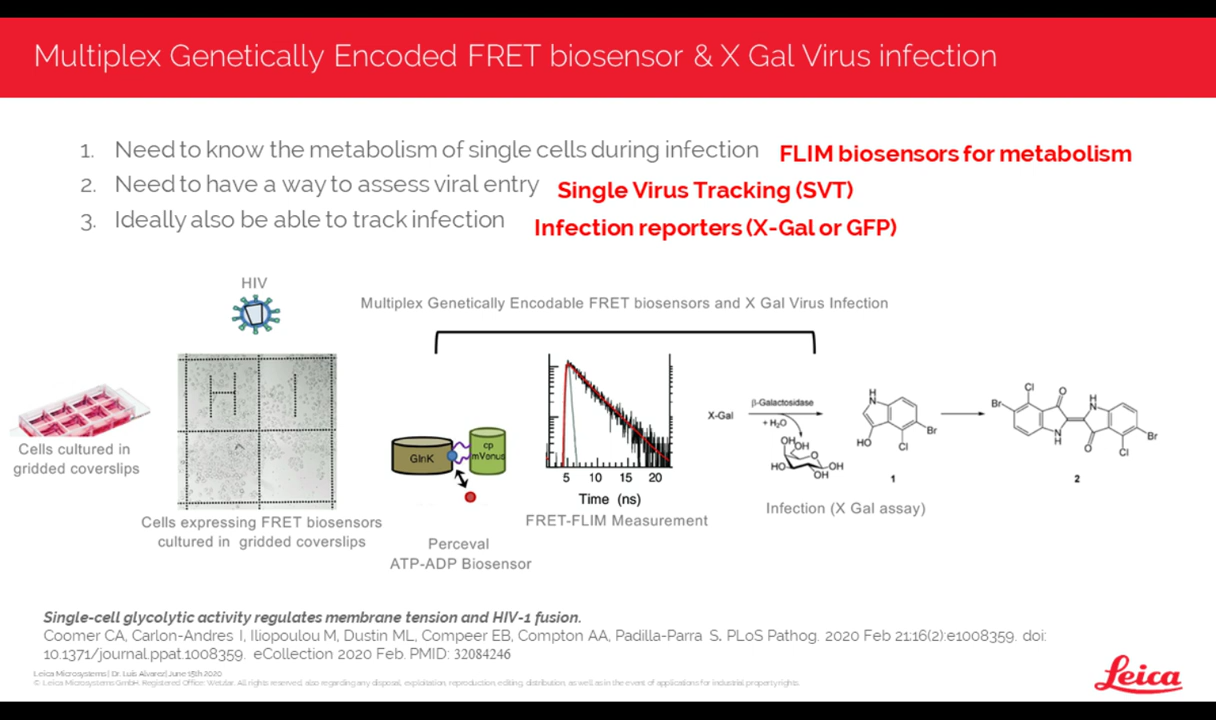 Multiplex Genetically Encoded FRET biosensor & X Gal Virus infection
1. Need to know the metabolism of single cells during infection FLIM biosensors for metabolism
2. Need to have a way to assess viral entry Single Virus Tracking (SVT)
3. Ideally also be able to track infection Infection reporters (X-Gal or GFP)
HIV
Multiplex Genetically Encodable FRET biosensors and X Gal Virus Infection
H I
Cells cultured in
gridded coverslips
Cells expressing FRET biosensors
cultured in gridded coverslips
GlnK
cp
mVenus
Perceval
ATP-ADP Biosensor
5 10 15 20
Time (ns)
FRET-FLIM Measurement
X-Gal
β-Galactosidase
+ H₂O
OH
OH
O
HO
OH
OH
H
N
Br
Cl
HO
1
Cl
O
H
N
Br
Br
N
H
O
Cl
2
Infection (X Gal assay)
Single-cell glycolytic activity regulates membrane tension and HIV-1 fusion.
Coomer CA, Carlon-Andres I, Iliopoulou M, Dustin ML, Compeer EB, Compton AA, Padilla-Parra S. PLoS Pathog. 2020 Feb 21;16(2):e1008359. doi:
10.1371/journal.ppat.1008359. eCollection 2020 Feb. PMID: 32084246
Leica Microsystems | Dr. Luis Alvarez | June 15th 2020
© Leica Microsystems GmbH. Registered Office: Wetzlar. All rights reserved, also regarding any disposal, exploitation, reproduction, editing, distribution, as well as in the event of applications for industrial property rights.
Leica